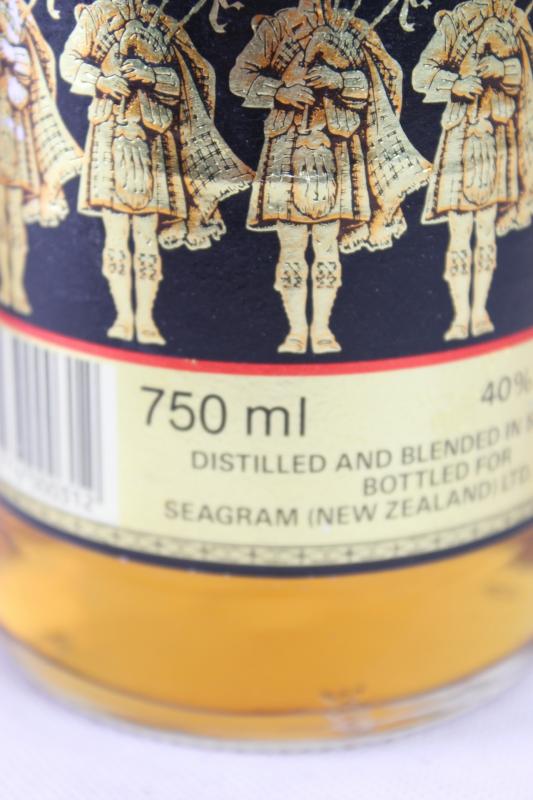 750 ml
40%
DISTILLED AND BLENDED IN
BOTTLED FOR
SEAGRAM (NEW ZEALAND) LTD